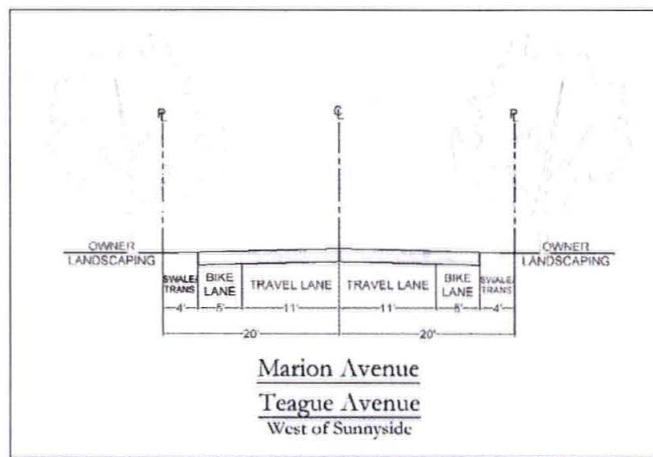 ℄ ℄ ℄
OWNER OWNER
LANDSCAPING LANDSCAPING
SWALE/ BIKE TRAVEL LANE TRAVEL LANE BIKE SWALE/
TRANS LANE LANE TRANS
4' 5' 11' 11' 5' 4'
20' 20'
Marion Avenue
Teague Avenue
West of Sunnyside